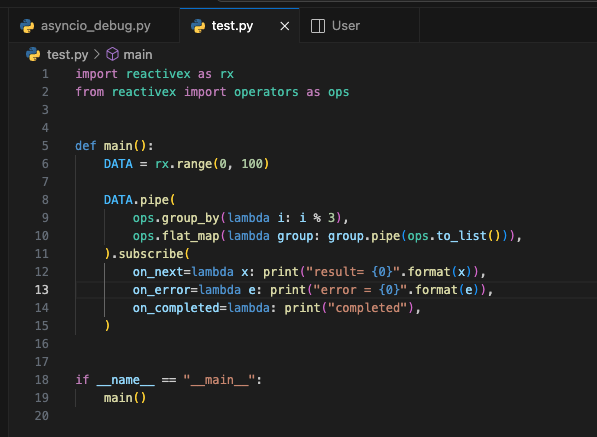 asyncio_debug.py test.py × User
test.py > main
1 import reactivex as rx
2 from reactivex import operators as ops
3
4
5 def main():
6     DATA = rx.range(0, 100)
7
8     DATA.pipe(
9         ops.group_by(lambda i: i % 3),
10         ops.flat_map(lambda group: group.pipe(ops.to_list())),
11     ).subscribe(
12         on_next=lambda x: print("result= {0}".format(x)),
13         on_error=lambda e: print("error = {0}".format(e)),
14         on_completed=lambda: print("completed"),
15     )
16
17
18 if __name__ == "__main__":
19     main()
20